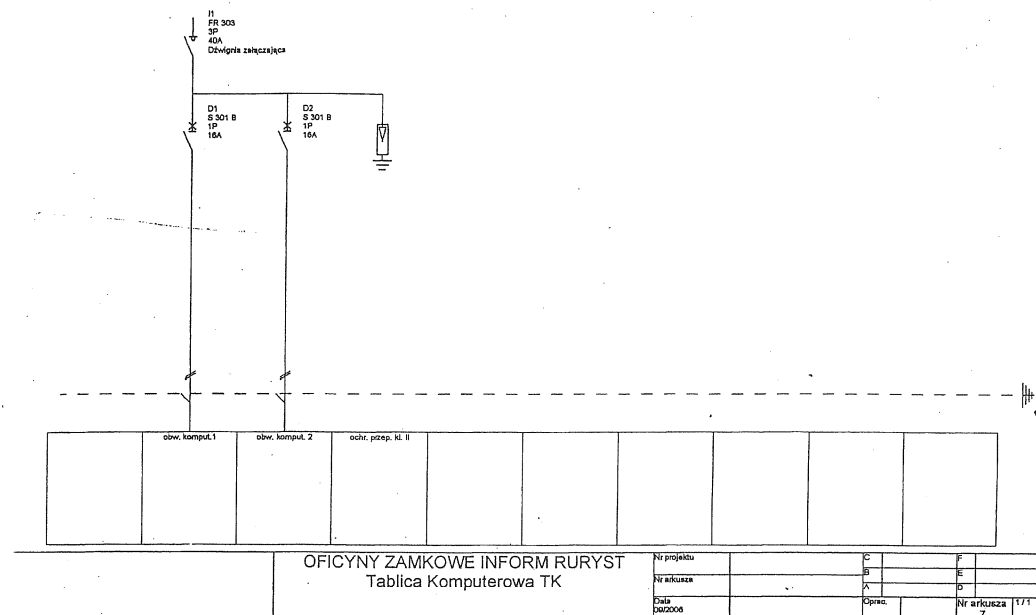 I1
FR 303
3P
40A
Dźwignia załączająca
D1
S 301 B
1P
16A
D2
S 301 B
1P
16A
obw. komput.1
obw. komput. 2
ochr. przep. kl. II
OFICYNY ZAMKOWE INFORM RURYST
Tablica Komputerowa TK
Nr projektu
Nr arkusza
Data
09/2006
C
B
A
F
E
D
Oprac.
Nr arkusza
7
1 / 1